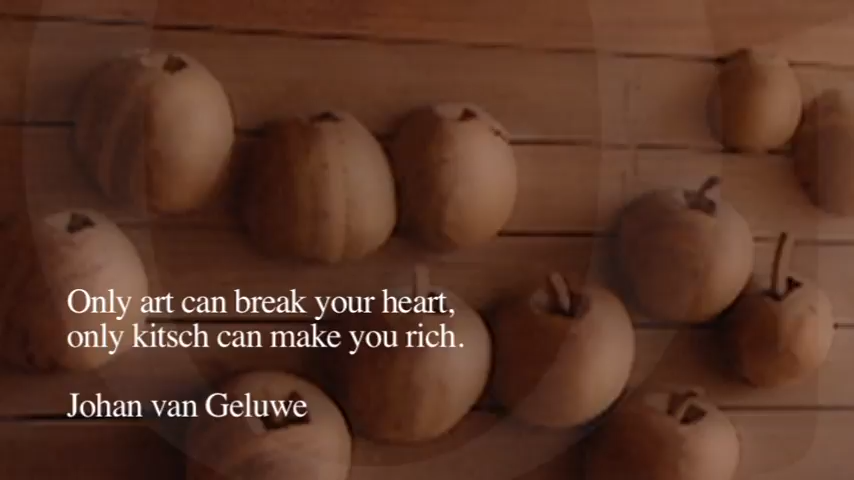 Only art can break your heart,
only kitsch can make you rich.
Johan van Geluwe